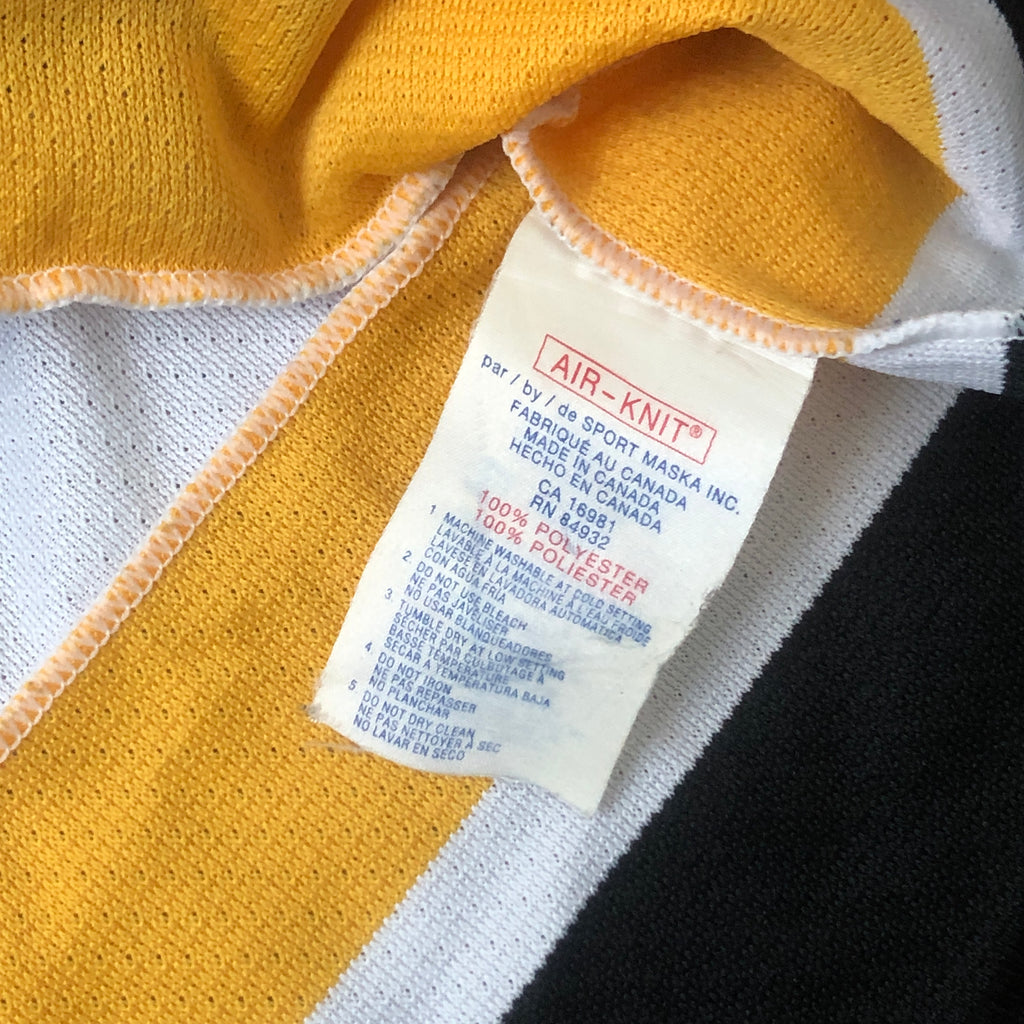 AIR-KNIT®
par / by / de SPORT MASKA INC.
FABRIQUÉ AU CANADA
MADE IN CANADA
HECHO EN CANADA
CA 16981
RN 84932
100% POLYESTER
100% POLIESTER
1 MACHINE WASHABLE AT COLD SETTING
LAVABLE À LA MACHINE À L'EAU FROIDE
LAVESE EN LAVADORA AUTOMATICA
CON AGUA FRIA
2 DO NOT USE BLEACH
NE PAS JAVELISER
NO USAR BLANQUEADORES
3 TUMBLE DRY AT LOW SETTING
SÉCHER PAR CULBUTAGE À
BASSE TEMPÉRATURE
SECAR A TEMPERATURA BAJA
4 DO NOT IRON
NE PAS REPASSER
NO PLANCHAR
5 DO NOT DRY CLEAN
NE PAS NETTOYER À SEC
NO LAVAR EN SECO